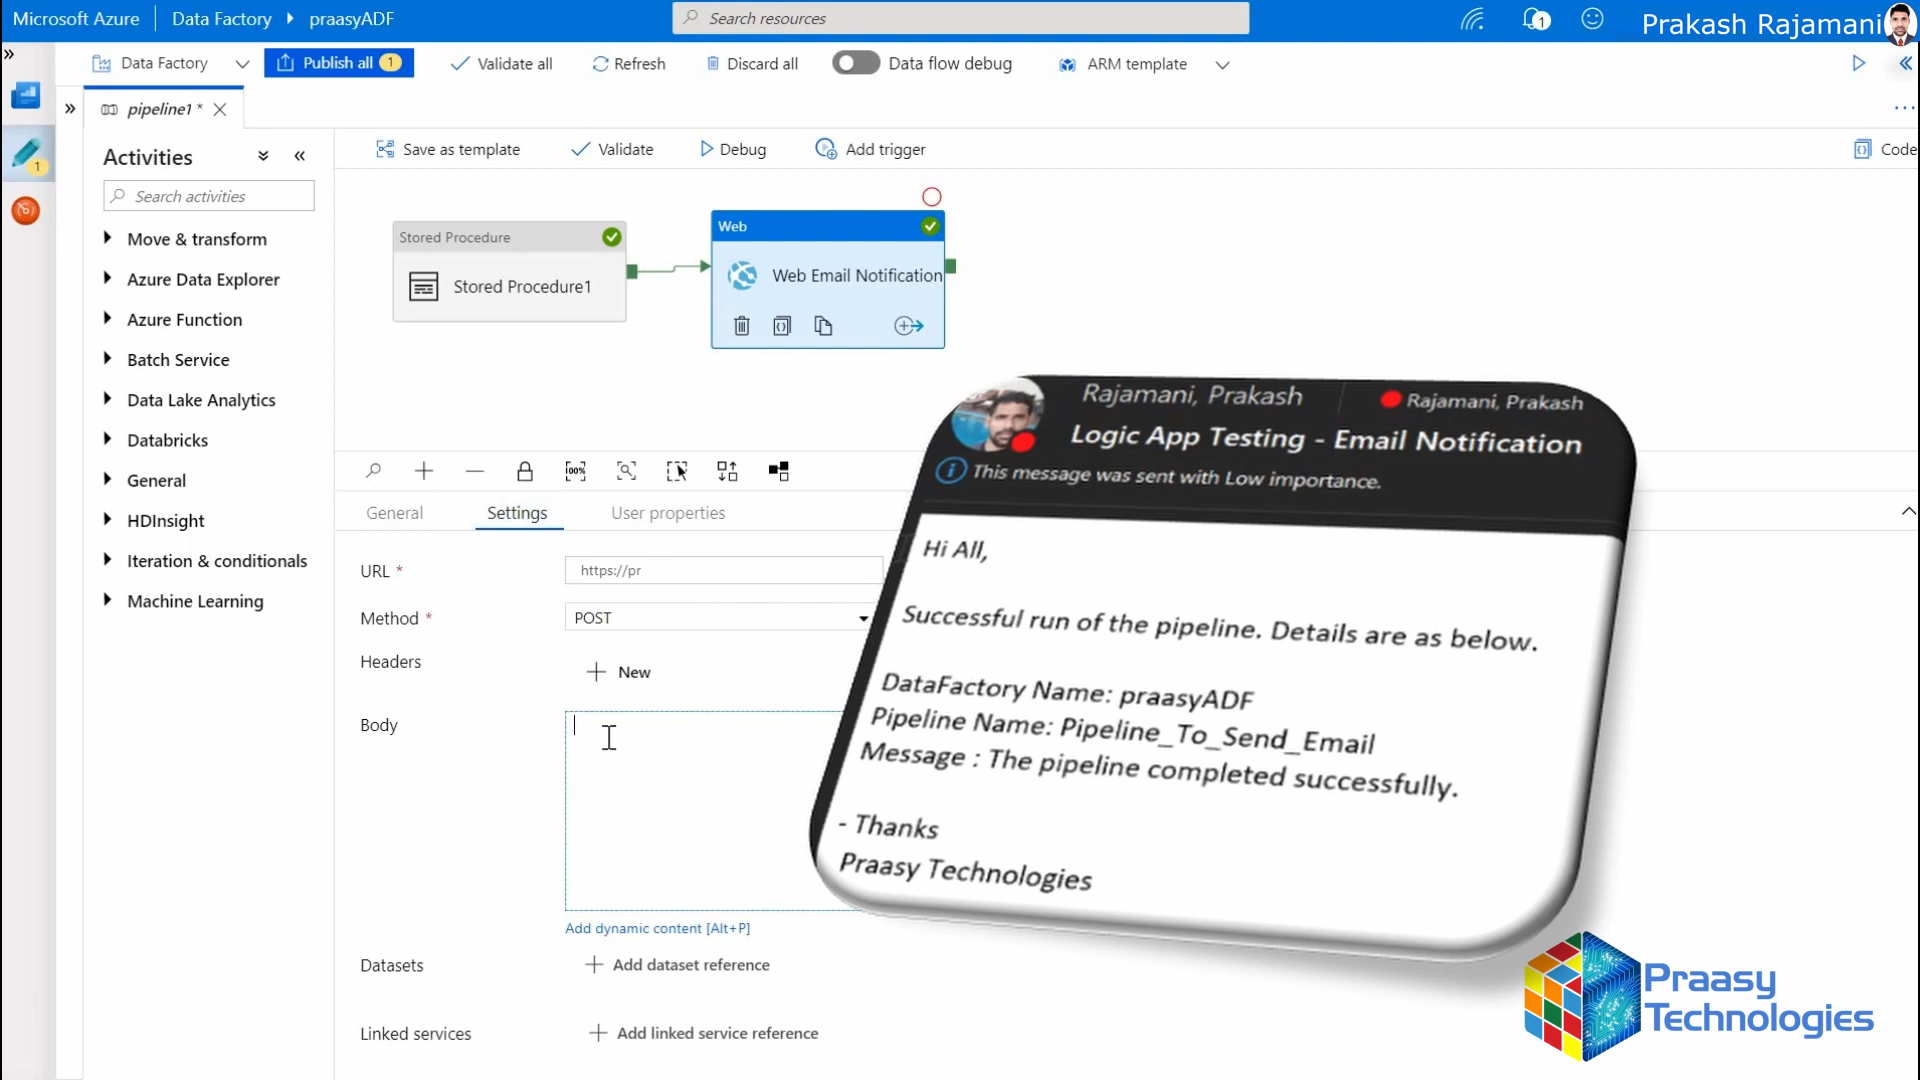 Microsoft Azure
Data Factory
praasyADF
Search resources
1
Prakash Rajamani
Data Factory
Publish all 1
Validate all
Refresh
Discard all
Data flow debug
ARM template
pipeline1 *
1
Activities
Search activities
Move & transform
Azure Data Explorer
Azure Function
Batch Service
Data Lake Analytics
Databricks
General
HDInsight
Iteration & conditionals
Machine Learning
Save as template
Validate
Debug
Add trigger
Code
Stored Procedure
Stored Procedure1
Web
Web Email Notification
100%
General
Settings
User properties
URL *
https://pr
Method *
POST
Headers
New
Body
Add dynamic content [Alt+P]
Datasets
Add dataset reference
Linked services
Add linked service reference
Rajamani, Prakash
Rajamani, Prakash
Logic App Testing - Email Notification
This message was sent with Low importance.
Hi All,
Successful run of the pipeline. Details are as below.
DataFactory Name: praasyADF
Pipeline Name: Pipeline_To_Send_Email
Message : The pipeline completed successfully.
- Thanks
Praasy Technologies
Praasy
Technologies